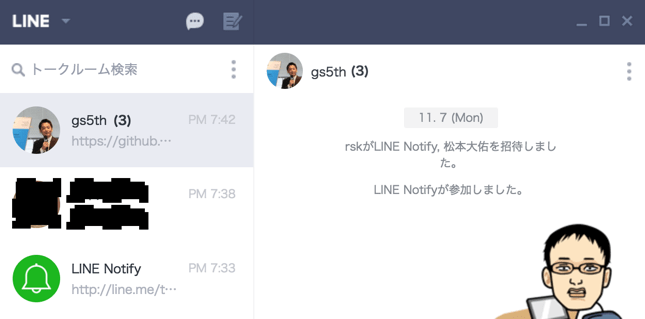 LINE
トークルーム検索
gs5th (3)
PM 7:42
https://github.…
PM 7:38
LINE Notify
PM 7:33
http://line.me/t…
gs5th (3)
11. 7 (Mon)
rskがLINE Notify, 松本大佑を招待しまし
た。
LINE Notifyが参加しました。